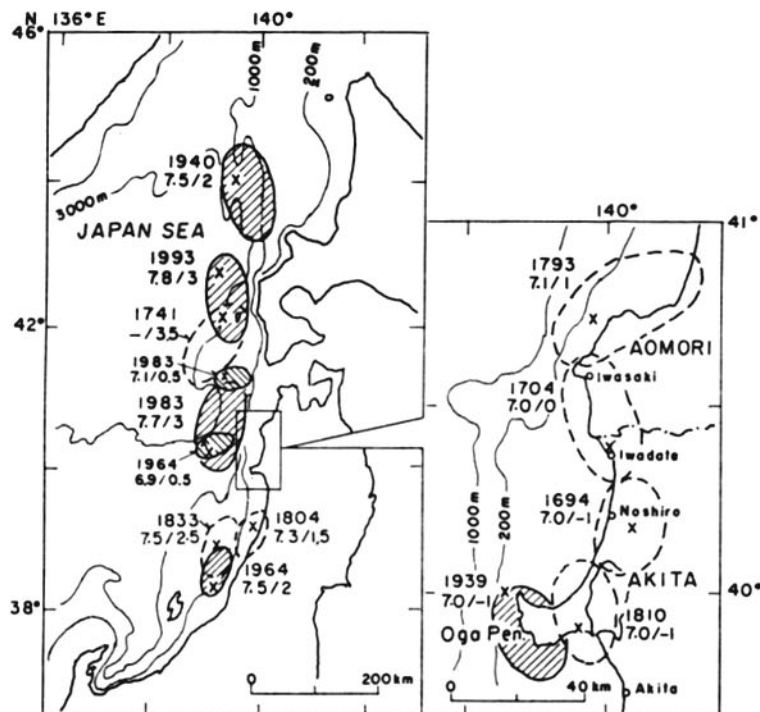 N 136°E 140°
46°
1000m
200m
1940
7.5/2
3000m
JAPAN SEA
1993
7.8/3
1741
-/3.5
42°
1983
7.1/0.5
1983
7.7/3
1964
6.9/0.5
1833
7.5/2.5
1804
7.3/1.5
1964
7.5/2
38°
0 200km
140° 41°
1793
7.1/1
AOMORI
Iwasaki
1704
7.0/0
Iwadate
1000m
200m
1694
7.0/-1
Noshiro
AKITA
40°
1939
7.0/-1
1810
7.0/-1
Oga Pen.
Akita
0 40km